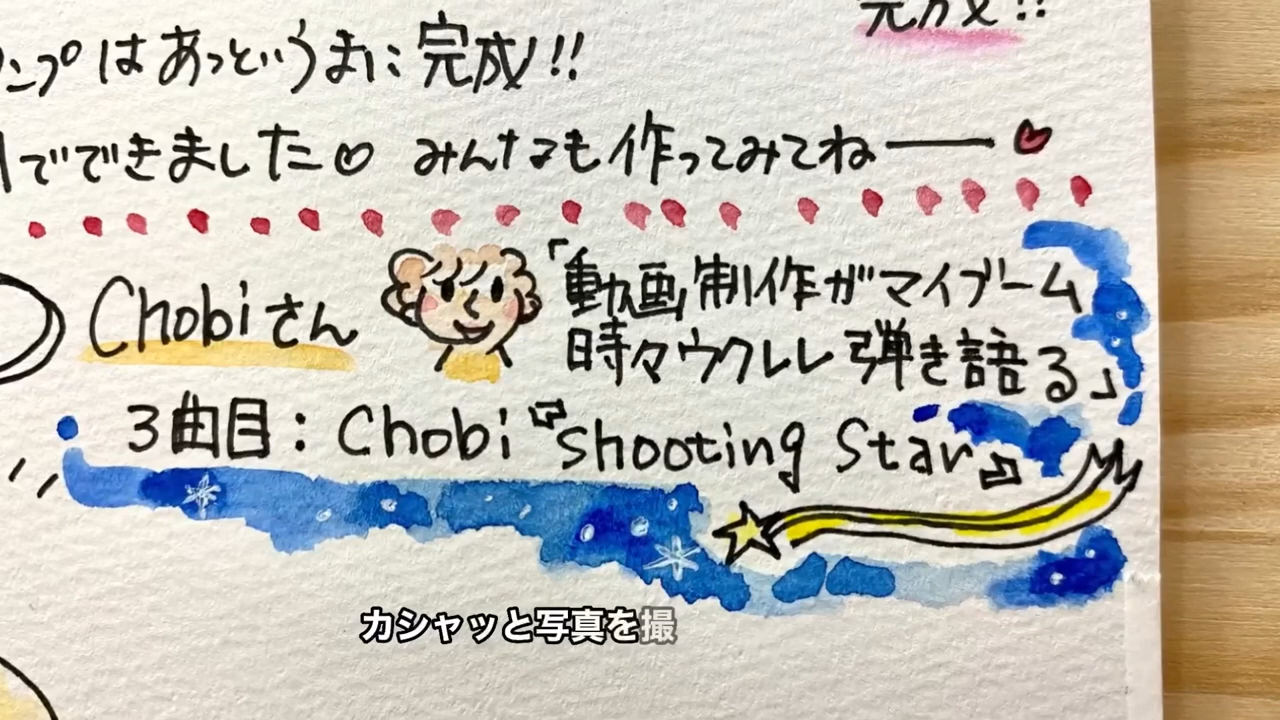 完成!!
ンプはあっというまに完成!!
でできました♡ みんなも作ってみてねー♥
Chobiさん
「動画制作がマイブーム
時々ウクレレ弾き語る」
3曲目：Chobi『Shooting Star』
カシャッと写真を撮